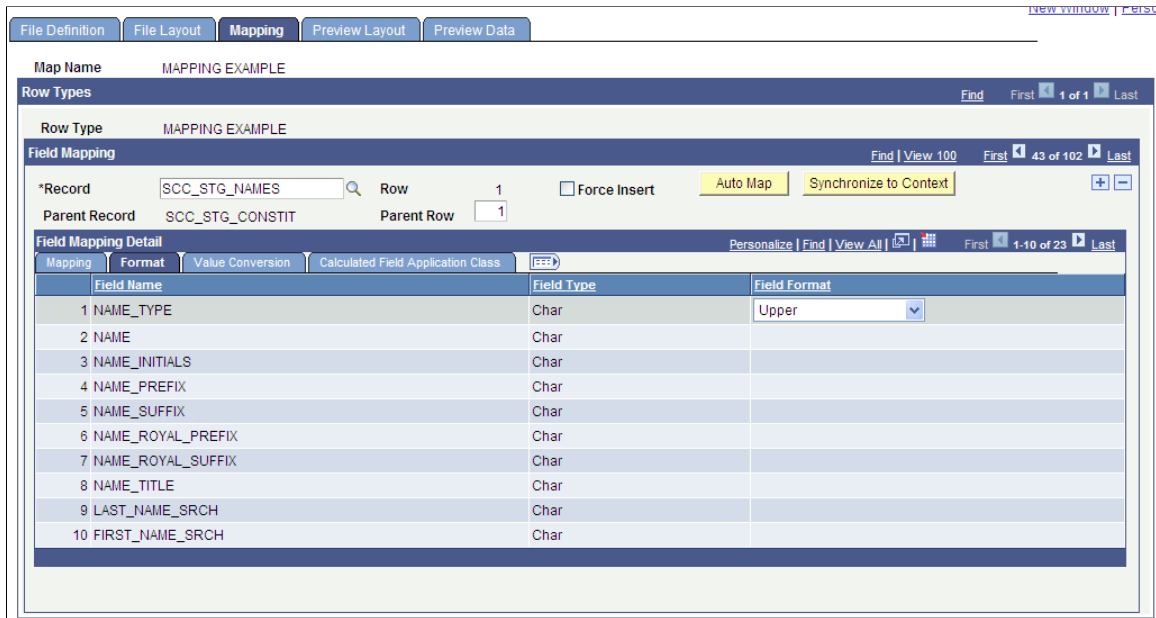 New Window | Perso
File Definition File Layout Mapping Preview Layout Preview Data
Map Name MAPPING EXAMPLE
Row Types Find First 1 of 1 Last
Row Type MAPPING EXAMPLE
Field Mapping Find | View 100 First 43 of 102 Last
*Record SCC_STG_NAMES Row 1 Force Insert Auto Map Synchronize to Context
Parent Record SCC_STG_CONSTIT Parent Row 1
Field Mapping Detail Personalize | Find | View All | | First 1-10 of 23 Last
Mapping Format Value Conversion Calculated Field Application Class
Field Name Field Type Field Format
1 NAME_TYPE Char Upper
2 NAME Char
3 NAME_INITIALS Char
4 NAME_PREFIX Char
5 NAME_SUFFIX Char
6 NAME_ROYAL_PREFIX Char
7 NAME_ROYAL_SUFFIX Char
8 NAME_TITLE Char
9 LAST_NAME_SRCH Char
10 FIRST_NAME_SRCH Char